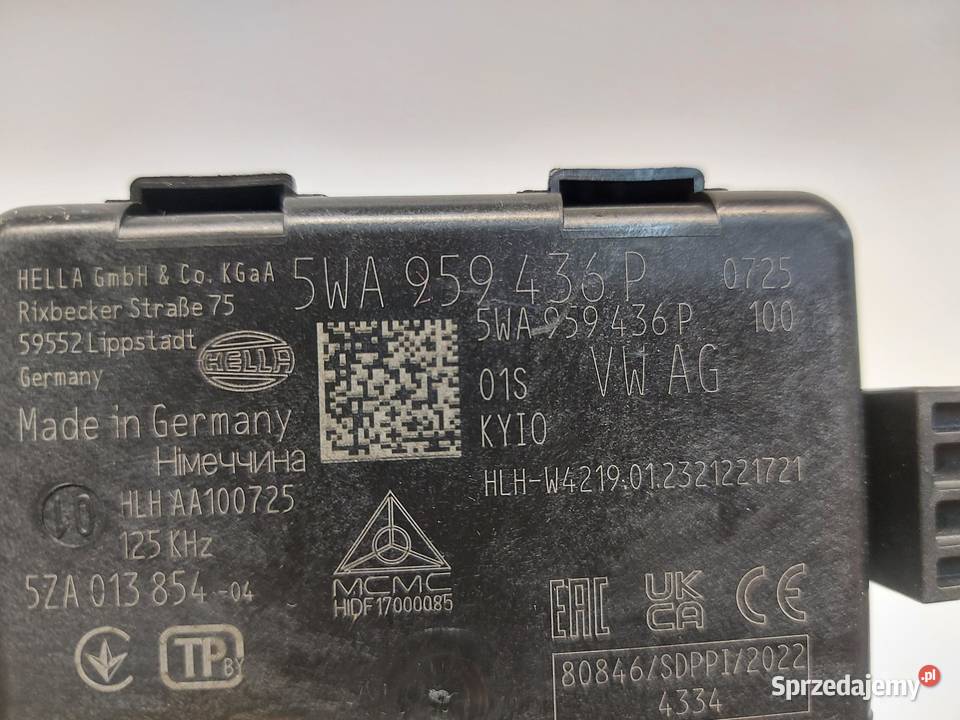 HELLA GmbH & Co. KGaA
Rixbecker Straße 75
59552 Lippstadt
Germany
HELLA
Made in Germany
Німеччина
HLH AA100725
125 KHz
5ZA 013 854 -04
5WA 959 436 P 0725
5WA 959 436 P 100
01S VW AG
KYIO
HLH-W4219.01.2321221721
MCMC
HIDF17000085
EAC UKCA CE
TP BY
80846/SDPPI/2022
4334
Sprzedajemy.pl